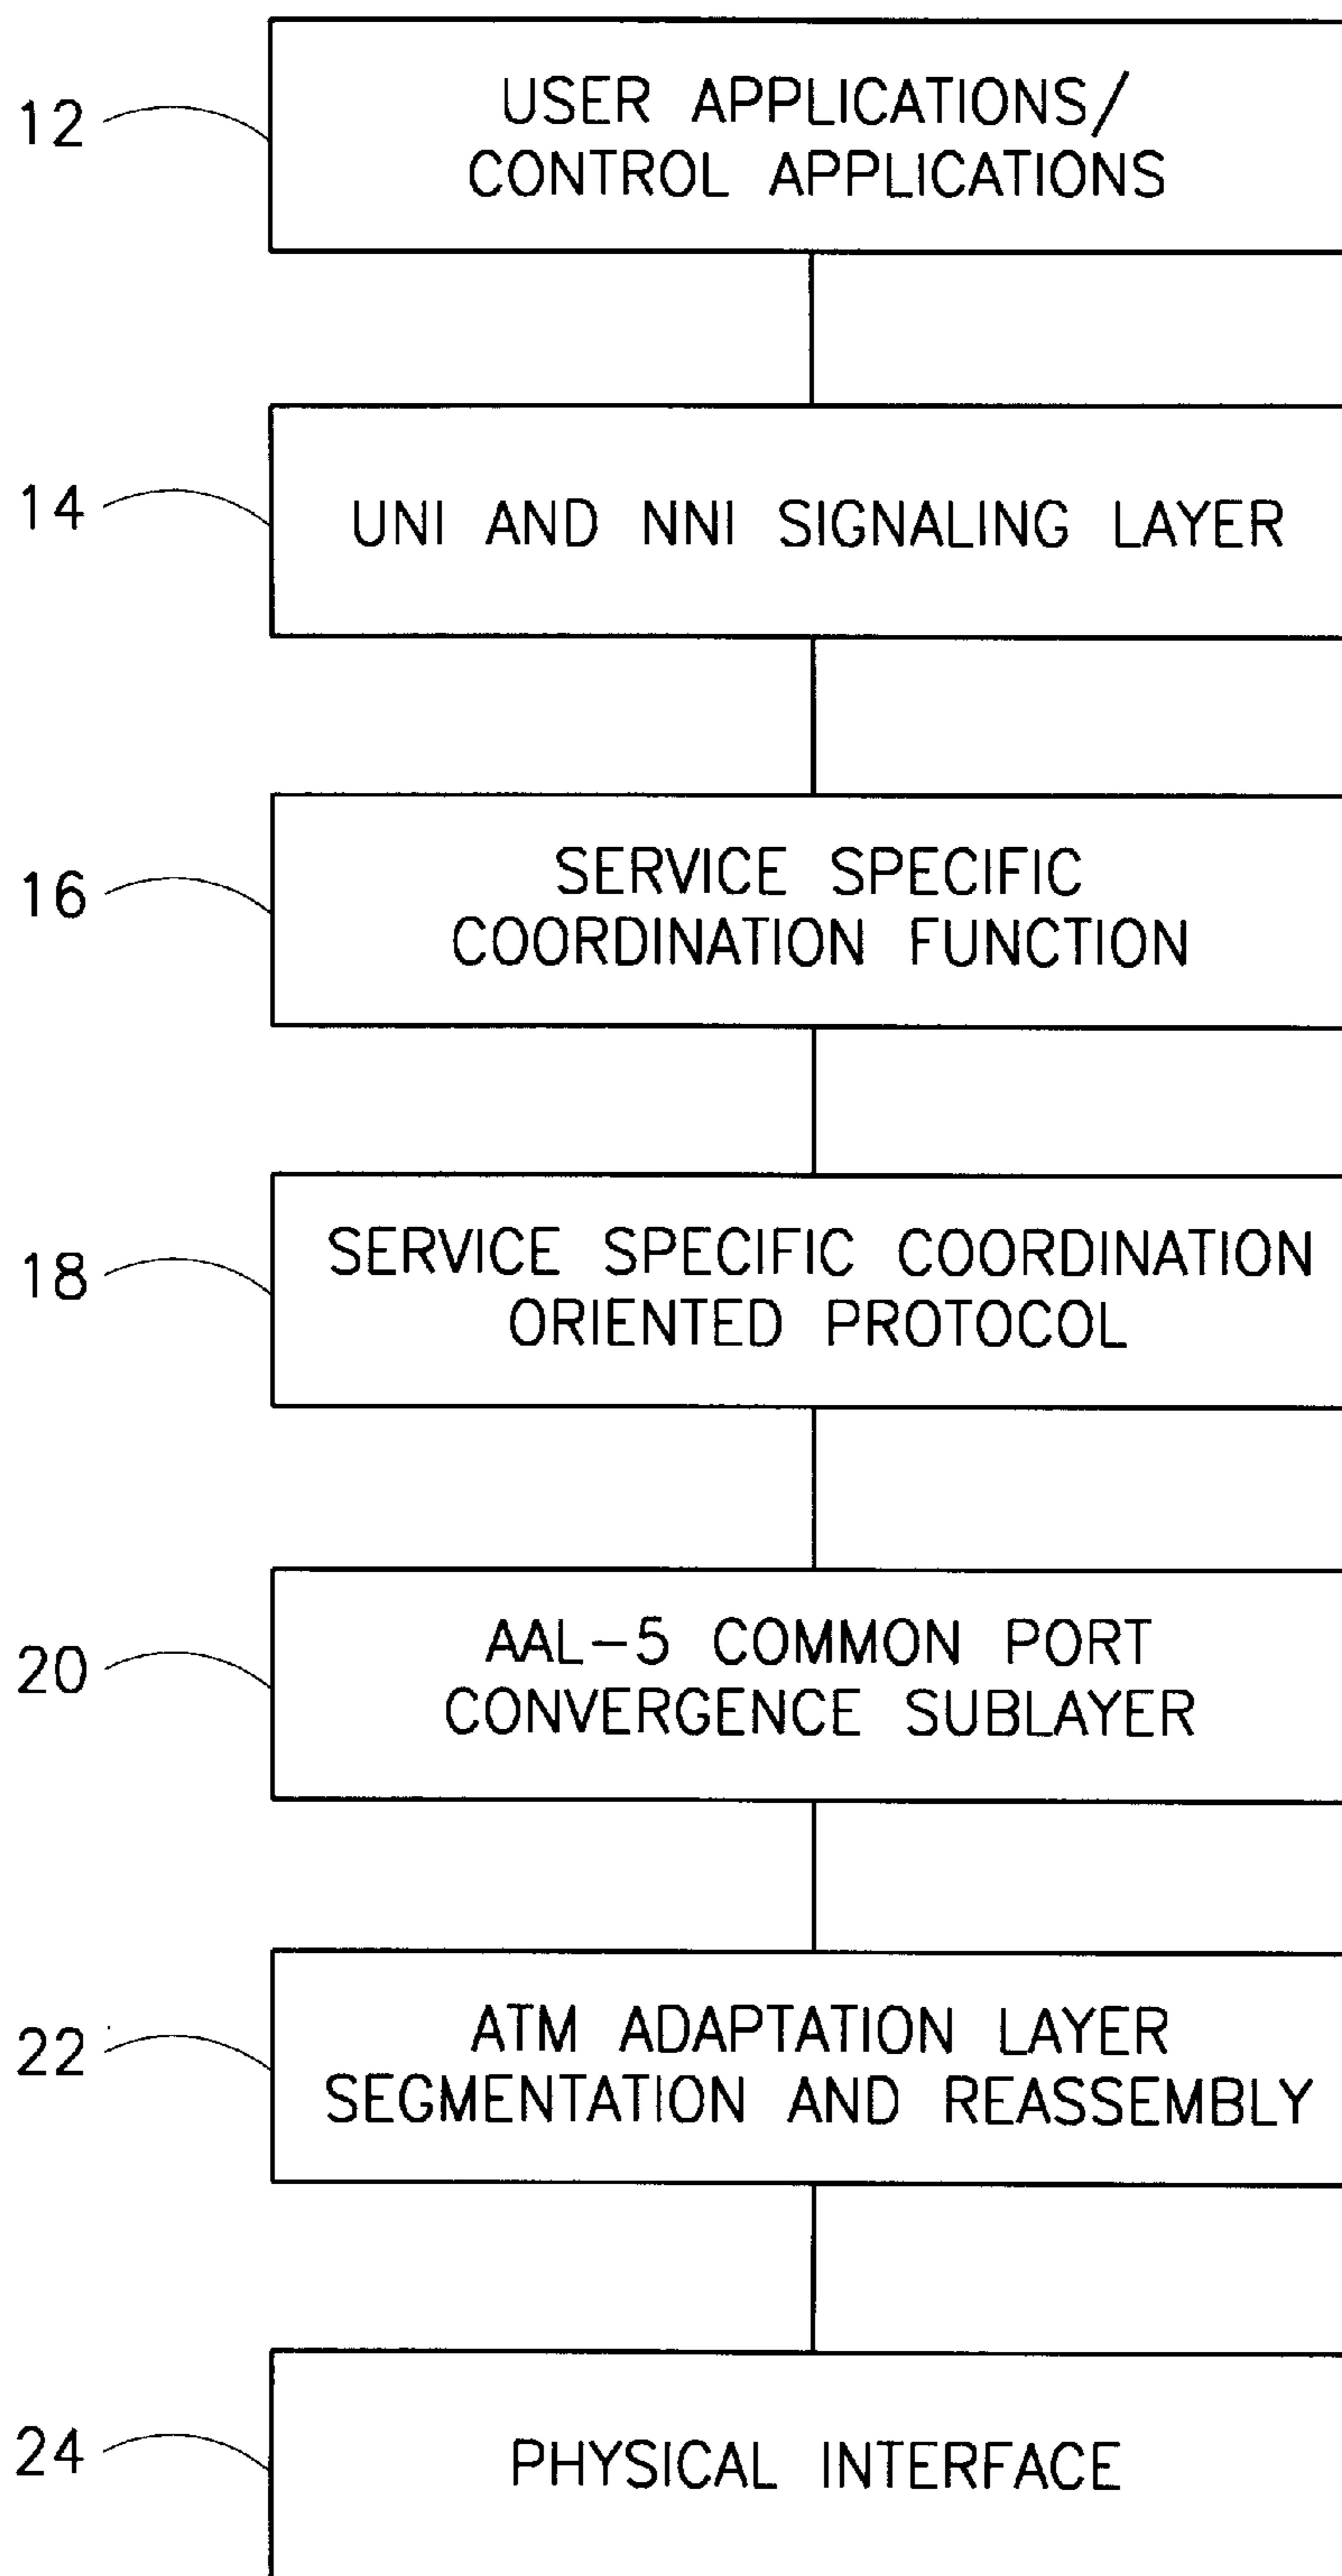 12
USER APPLICATIONS/
CONTROL APPLICATIONS
14
UNI AND NNI SIGNALING LAYER
16
SERVICE SPECIFIC
COORDINATION FUNCTION
18
SERVICE SPECIFIC COORDINATION
ORIENTED PROTOCOL
20
AAL-5 COMMON PORT
CONVERGENCE SUBLAYER
22
ATM ADAPTATION LAYER
SEGMENTATION AND REASSEMBLY
24
PHYSICAL INTERFACE